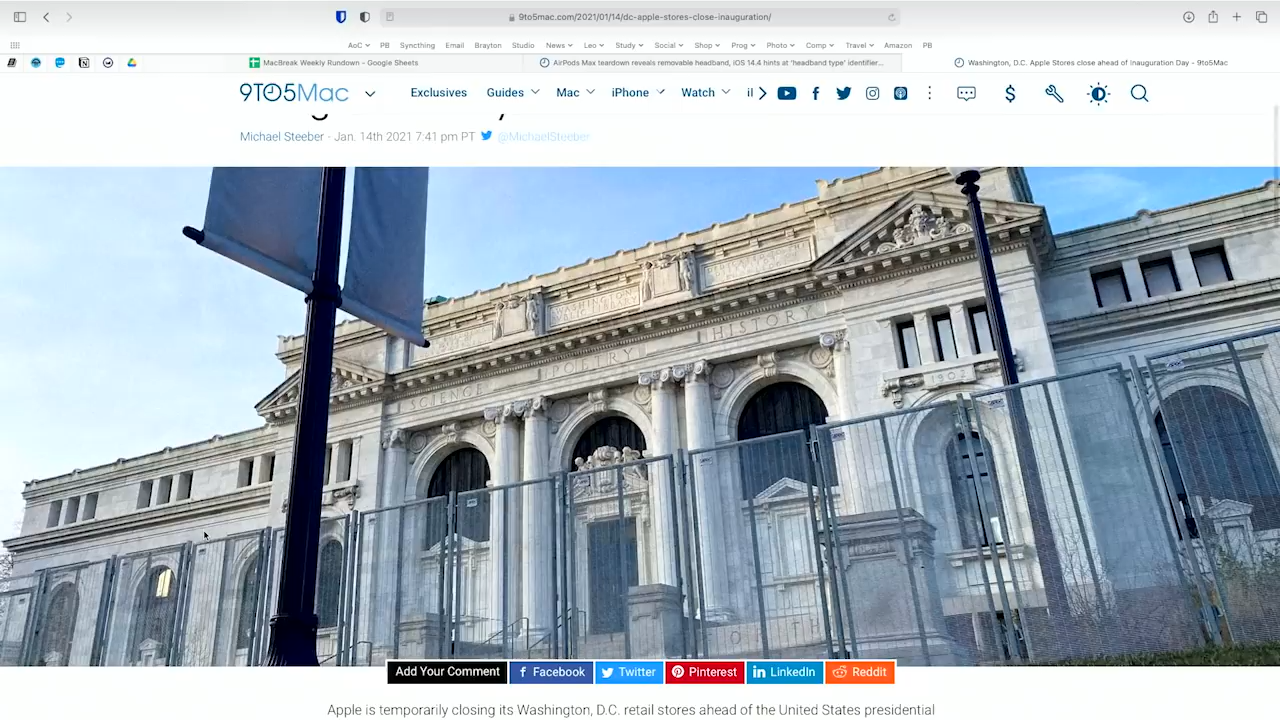 9to5mac.com/2021/01/14/dc-apple-stores-close-inauguration/
AoC PB Syncthing Email Brayton Studio News Leo Study Social Shop Prog Photo Comp Travel Amazon PB
MacBreak Weekly Rundown - Google Sheets
AirPods Max teardown reveals removable headband, iOS 14.4 hints at 'headband type' identifier...
Washington, D.C. Apple Stores close ahead of Inauguration Day - 9to5Mac
9TO5Mac Exclusives Guides Mac iPhone Watch
Michael Steeber - Jan. 14th 2021 7:41 pm PT @MichaelSteeber
SCIENCE POETRY HISTORY
1902
Add Your Comment Facebook Twitter Pinterest LinkedIn Reddit
Apple is temporarily closing its Washington, D.C. retail stores ahead of the United States presidential